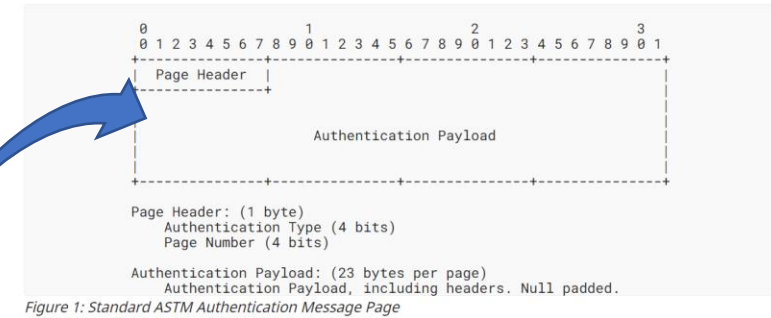 0                   1                   2                   3
0 1 2 3 4 5 6 7 8 9 0 1 2 3 4 5 6 7 8 9 0 1 2 3 4 5 6 7 8 9 0 1
+---------------+---------------+---------------+---------------+
|  Page Header  |                                               |
+---------------+                                               |
|                     Authentication Payload                    |
+---------------+---------------+---------------+---------------+
Page Header: (1 byte)
Authentication Type (4 bits)
Page Number (4 bits)
Authentication Payload: (23 bytes per page)
Authentication Payload, including headers. Null padded.
Figure 1: Standard ASTM Authentication Message Page